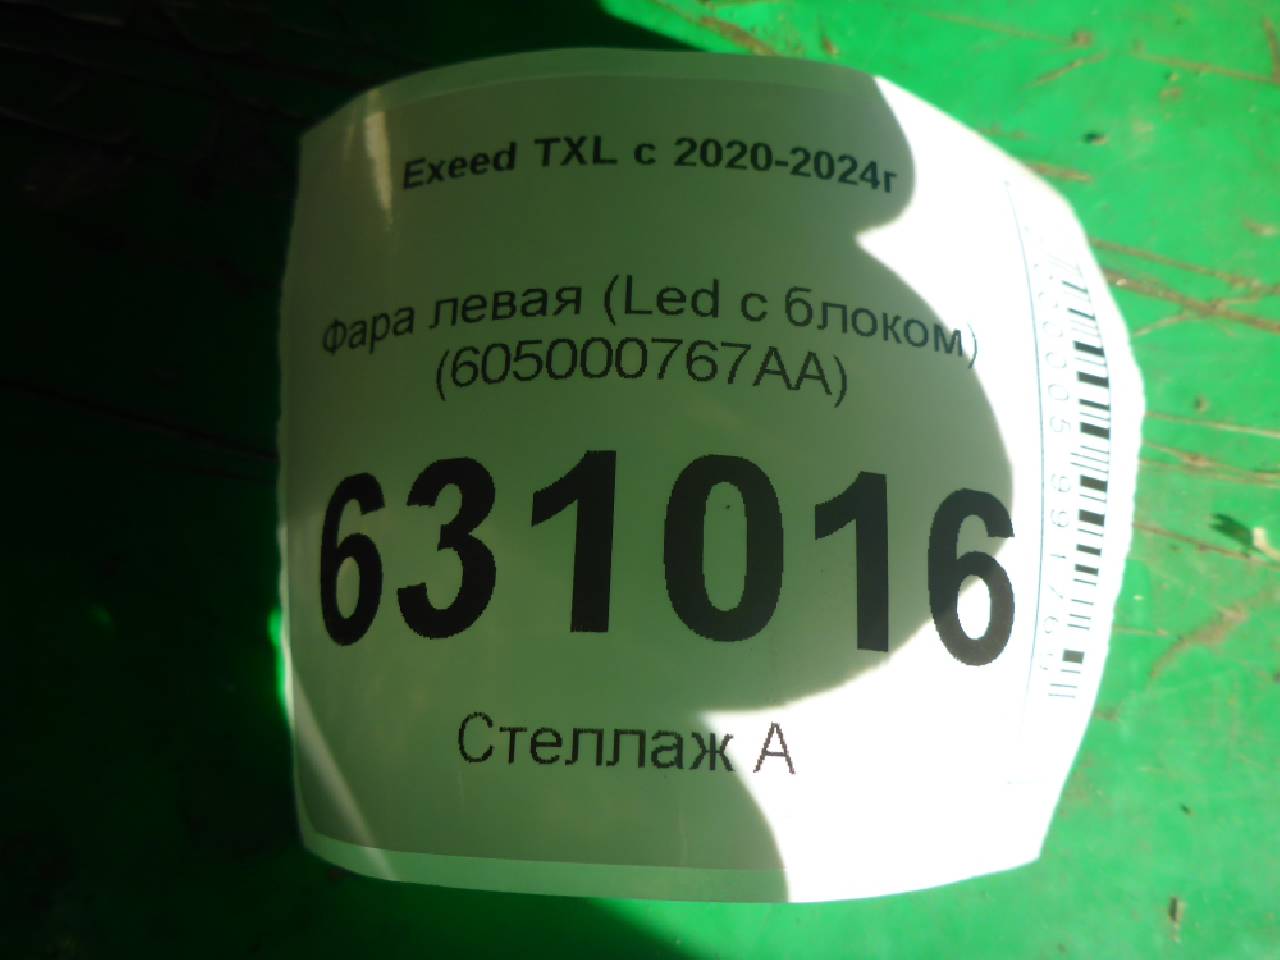 Exeed TXL с 2020-2024г
Фара левая (Led с блоком)
(605000767AA)
631016
Стеллаж А